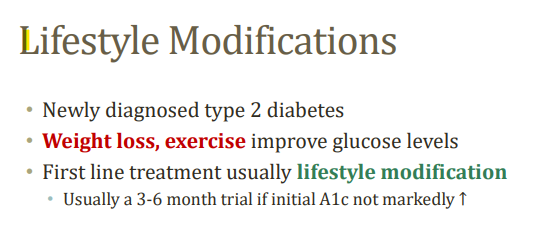 Lifestyle Modifications
• Newly diagnosed type 2 diabetes
• Weight loss, exercise improve glucose levels
• First line treatment usually lifestyle modification
• Usually a 3-6 month trial if initial A1c not markedly ↑